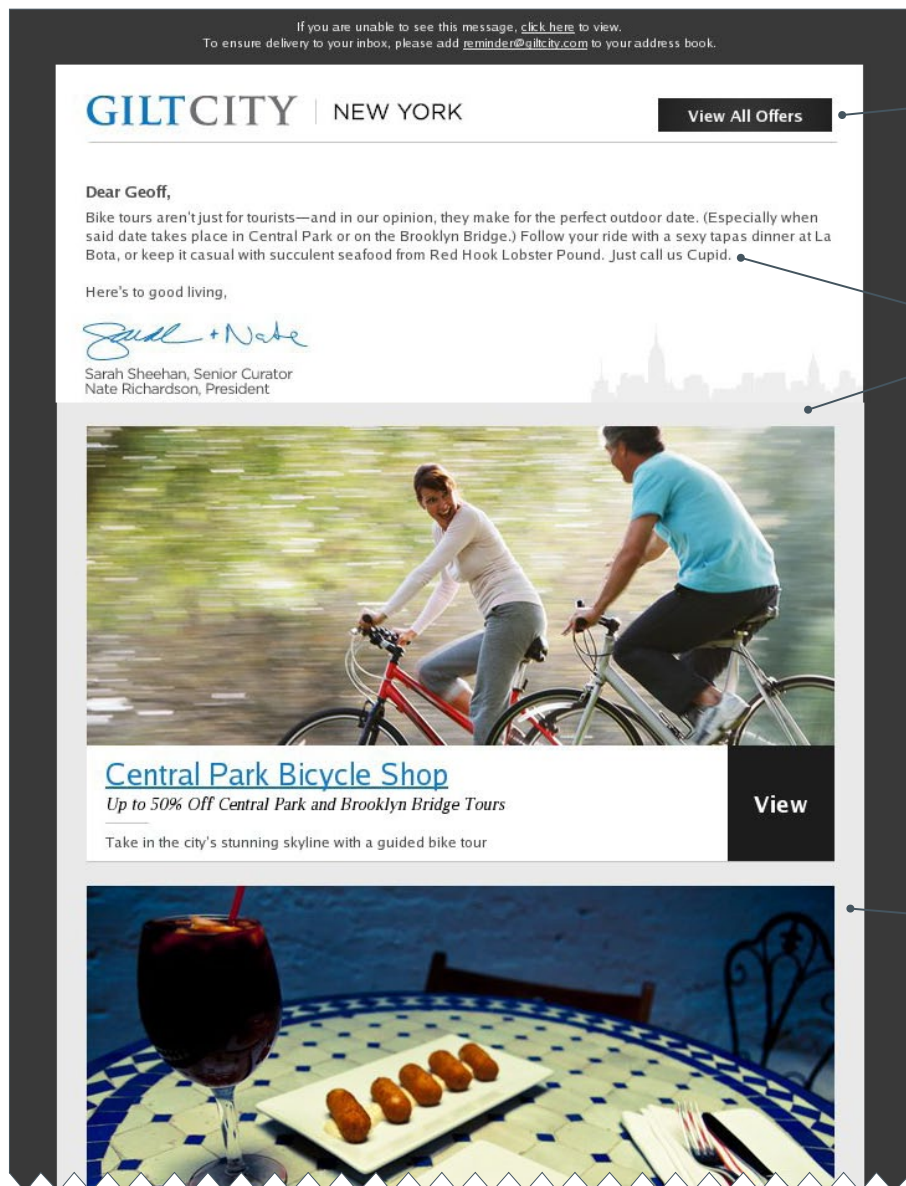 If you are unable to see this message, click here to view.
To ensure delivery to your inbox, please add reminder@giltcity.com to your address book.
GILTCITY | NEW YORK
View All Offers
Dear Geoff,
Bike tours aren't just for tourists—and in our opinion, they make for the perfect outdoor date. (Especially when
said date takes place in Central Park or on the Brooklyn Bridge.) Follow your ride with a sexy tapas dinner at La
Bota, or keep it casual with succulent seafood from Red Hook Lobster Pound. Just call us Cupid.
Here's to good living,
Sarah + Nate
Sarah Sheehan, Senior Curator
Nate Richardson, President
Central Park Bicycle Shop
Up to 50% Off Central Park and Brooklyn Bridge Tours
Take in the city's stunning skyline with a guided bike tour
View